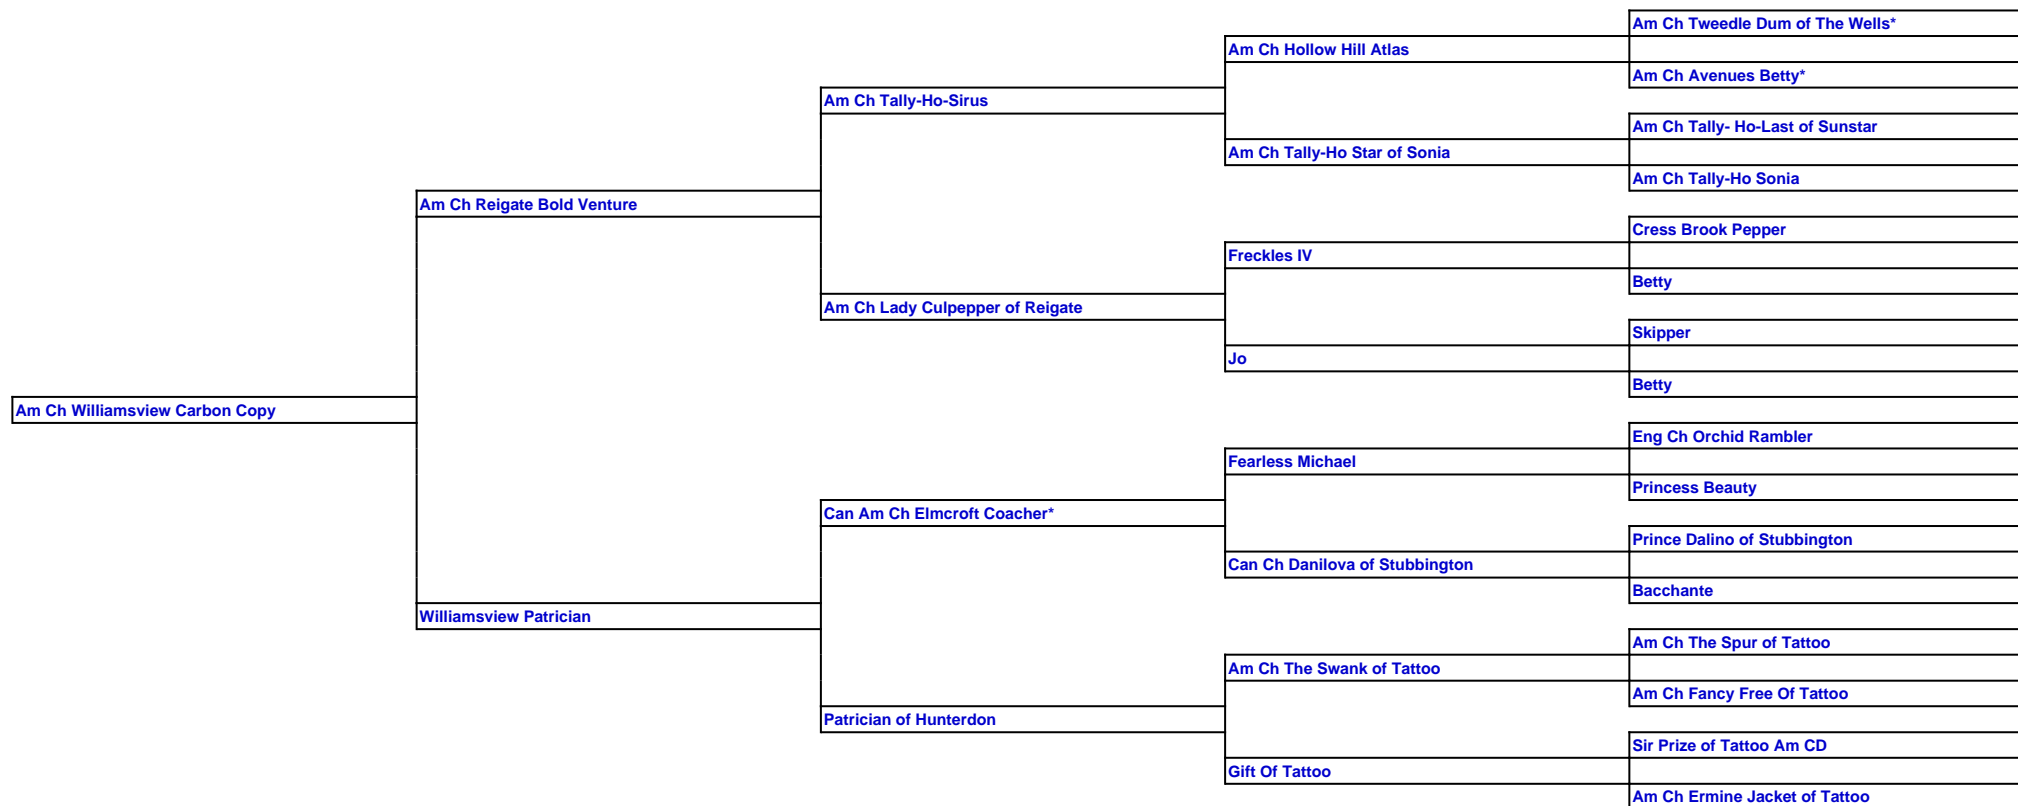 Am Ch Tweedle Dum of The Wells*
Am Ch Hollow Hill Atlas
Am Ch Avenues Betty*
Am Ch Tally-Ho-Sirus
Am Ch Tally- Ho-Last of Sunstar
Am Ch Tally-Ho Star of Sonia
Am Ch Tally-Ho Sonia
Am Ch Reigate Bold Venture
Cress Brook Pepper
Freckles IV
Betty
Am Ch Lady Culpepper of Reigate
Skipper
Jo
Betty
Am Ch Williamsview Carbon Copy
Eng Ch Orchid Rambler
Fearless Michael
Princess Beauty
Can Am Ch Elmcroft Coacher*
Prince Dalino of Stubbington
Can Ch Danilova of Stubbington
Bacchante
Williamsview Patrician
Am Ch The Spur of Tattoo
Am Ch The Swank of Tattoo
Am Ch Fancy Free Of Tattoo
Patrician of Hunterdon
Sir Prize of Tattoo Am CD
Gift Of Tattoo
Am Ch Ermine Jacket of Tattoo